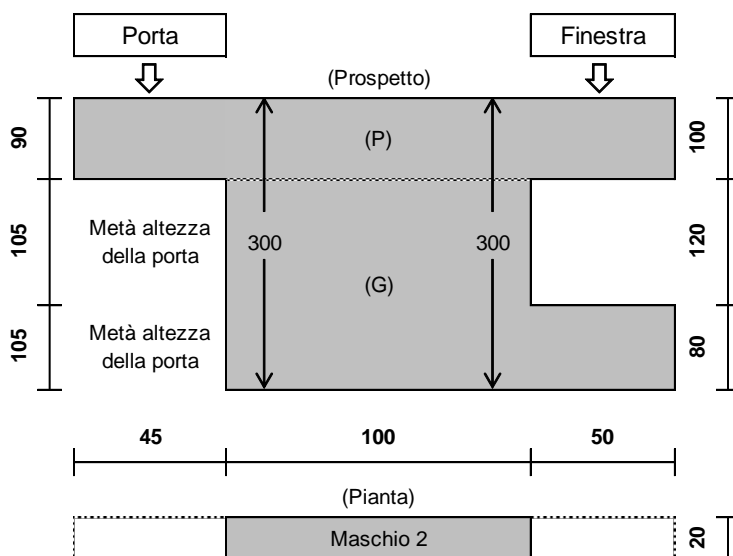 Porta
Finestra
(Prospetto)
90
(P)
100
105
Metà altezza
della porta
300
300
120
(G)
105
Metà altezza
della porta
80
45
100
50
(Pianta)
Maschio 2
20